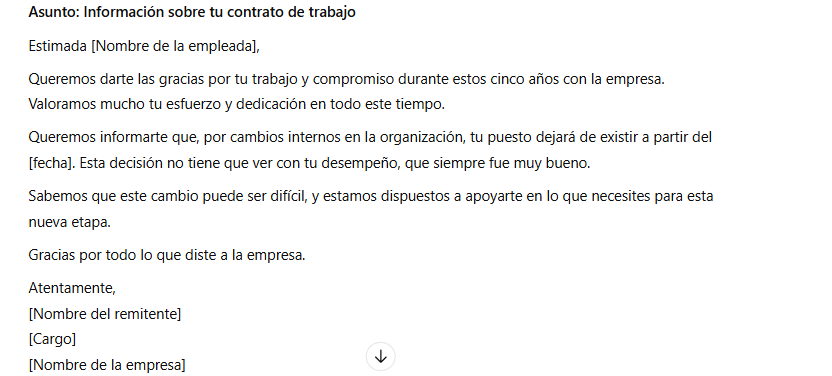 Asunto: Información sobre tu contrato de trabajo
Estimada [Nombre de la empleada],
Queremos darte las gracias por tu trabajo y compromiso durante estos cinco años con la empresa.
Valoramos mucho tu esfuerzo y dedicación en todo este tiempo.
Queremos informarte que, por cambios internos en la organización, tu puesto dejará de existir a partir del
[fecha]. Esta decisión no tiene que ver con tu desempeño, que siempre fue muy bueno.
Sabemos que este cambio puede ser difícil, y estamos dispuestos a apoyarte en lo que necesites para esta
nueva etapa.
Gracias por todo lo que diste a la empresa.
Atentamente,
[Nombre del remitente]
[Cargo]
[Nombre de la empresa]